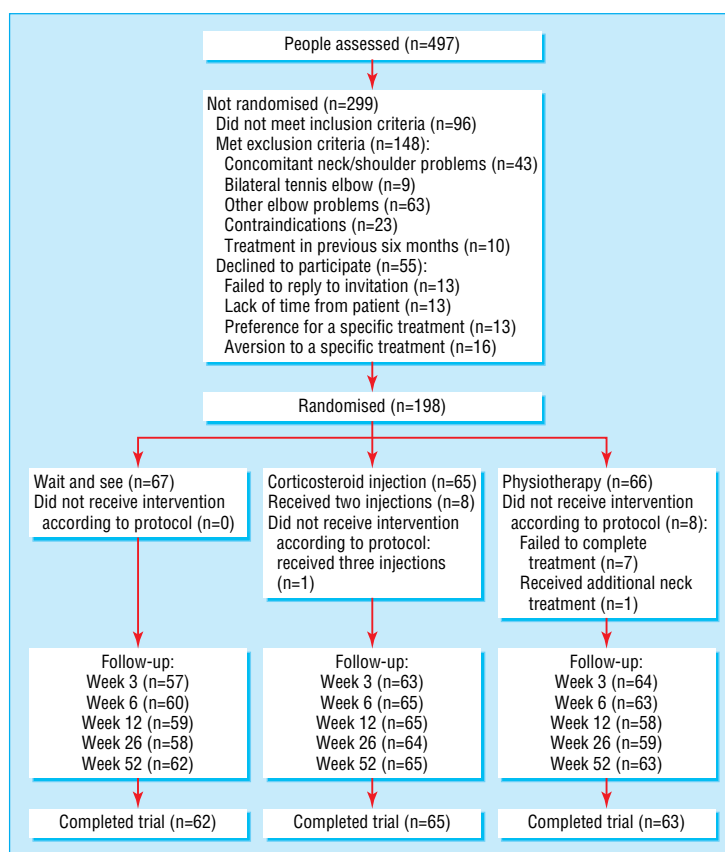 People assessed (n=497)
Not randomised (n=299)
Did not meet inclusion criteria (n=96)
Met exclusion criteria (n=148):
Concomitant neck/shoulder problems (n=43)
Bilateral tennis elbow (n=9)
Other elbow problems (n=63)
Contraindications (n=23)
Treatment in previous six months (n=10)
Declined to participate (n=55):
Failed to reply to invitation (n=13)
Lack of time from patient (n=13)
Preference for a specific treatment (n=13)
Aversion to a specific treatment (n=16)
Randomised (n=198)
Wait and see (n=67)
Did not receive intervention
according to protocol (n=0)
Corticosteroid injection (n=65)
Received two injections (n=8)
Did not receive intervention
according to protocol:
received three injections
(n=1)
Physiotherapy (n=66)
Did not receive intervention
according to protocol (n=8):
Failed to complete
treatment (n=7)
Received additional neck
treatment (n=1)
Follow-up:
Week 3 (n=57)
Week 6 (n=60)
Week 12 (n=59)
Week 26 (n=58)
Week 52 (n=62)
Follow-up:
Week 3 (n=63)
Week 6 (n=65)
Week 12 (n=65)
Week 26 (n=64)
Week 52 (n=65)
Follow-up:
Week 3 (n=64)
Week 6 (n=63)
Week 12 (n=58)
Week 26 (n=59)
Week 52 (n=63)
Completed trial (n=62)
Completed trial (n=65)
Completed trial (n=63)